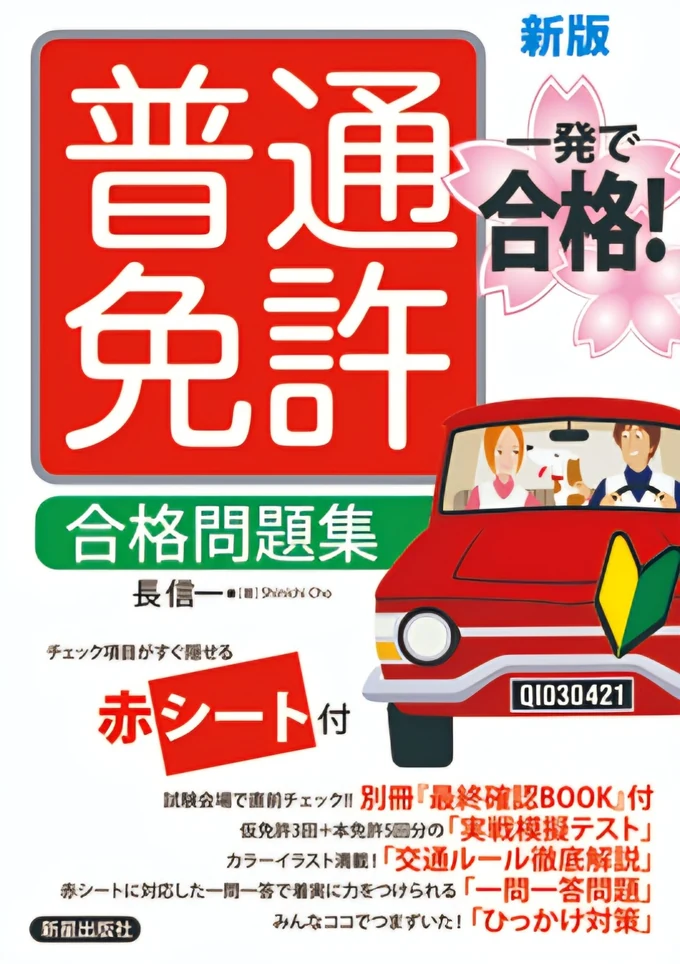 新版
一発で
合格!
普通
免許
合格問題集
長 信一 Shinichi Cho
チェック項目がすぐ隠せる
赤シート付
QI030421
試験会場で直前チェック!! 別冊『最終確認BOOK』付
仮免許3回+本免許5回分の「実戦模擬テスト」
カラーイラスト満載!「交通ルール徹底解説」
赤シートに対応した一問一答で着実に力をつけられる「一問一答問題」
みんなココでつまずいた!「ひっかけ対策」
新星出版社